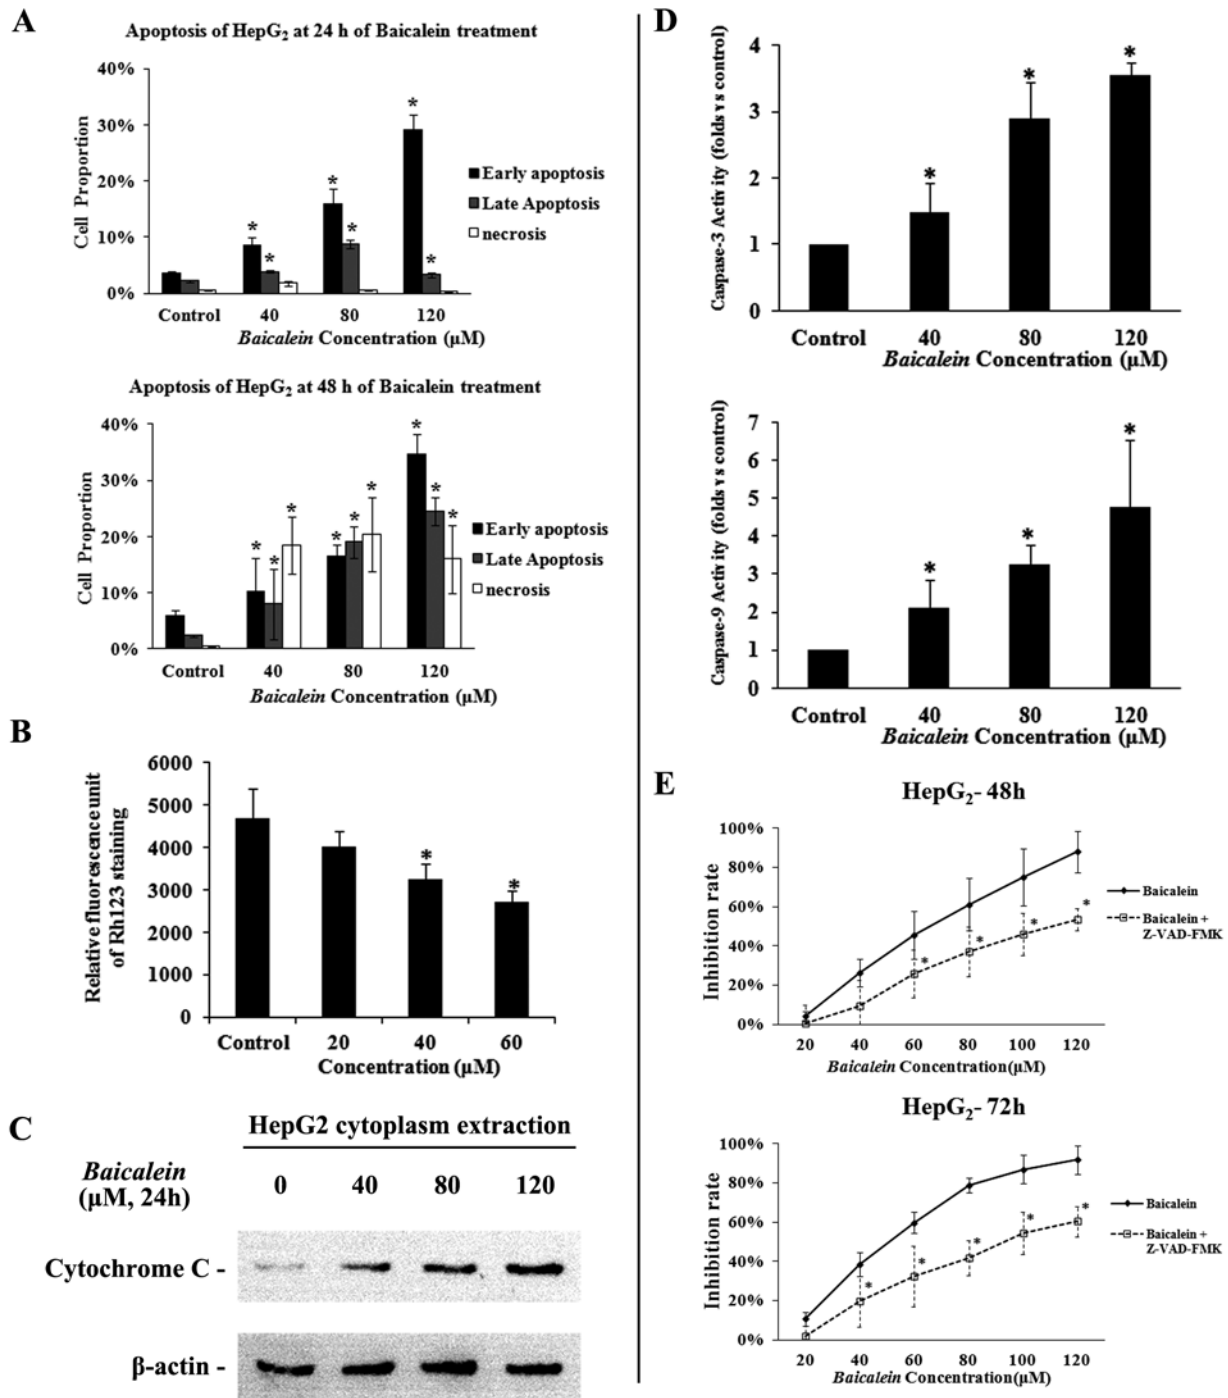 A
Apoptosis of HepG2 at 24 h of Baicalein treatment
40%
30%
20%
10%
0%
Cell Proportion
Early apoptosis
Late Apoptosis
necrosis
* * * * * *
Control 40 80 120
Baicalein Concentration (μM)
Apoptosis of HepG2 at 48 h of Baicalein treatment
40%
30%
20%
10%
0%
Cell Proportion
Early apoptosis
Late Apoptosis
necrosis
* * * * * * * * *
Control 40 80 120
Baicalein Concentration (μM)
B
6000
5000
4000
3000
2000
1000
0
Relative fluorescence unit
of Rh123 staining
* *
Control 20 40 60
Concentration (μM)
C
HepG2 cytoplasm extraction
Baicalein
(μM, 24h)
0 40 80 120
Cytochrome C -
β-actin -
D
4
3
2
1
0
Caspase-3 Activity (folds vs control)
* * *
Control 40 80 120
Baicalein Concentration (μM)
7
6
5
4
3
2
1
0
Caspase-9 Activity (folds vs control)
* * *
Control 40 80 120
Baicalein Concentration (μM)
E
HepG2- 48h
100%
80%
60%
40%
20%
0%
Inhibition rate
Baicalein
Baicalein +
Z-VAD-FMK
* * * *
20 40 60 80 100 120
Baicalein Concentration(μM)
HepG2- 72h
100%
80%
60%
40%
20%
0%
Inhibition rate
Baicalein
Baicalein +
Z-VAD-FMK
* * * * *
20 40 60 80 100 120
Baicalein Concentration(μM)